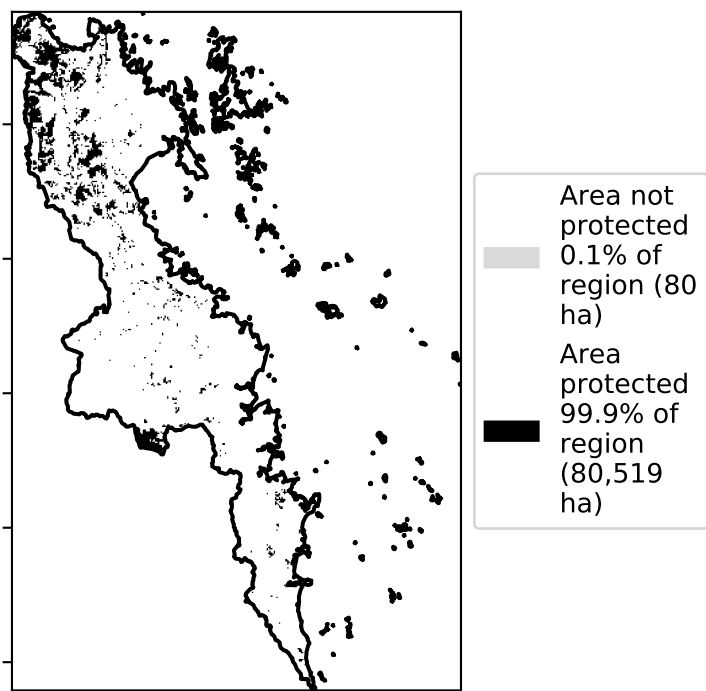 Area not
protected
0.1% of
region (80
ha)
Area
protected
99.9% of
region
(80,519
ha)